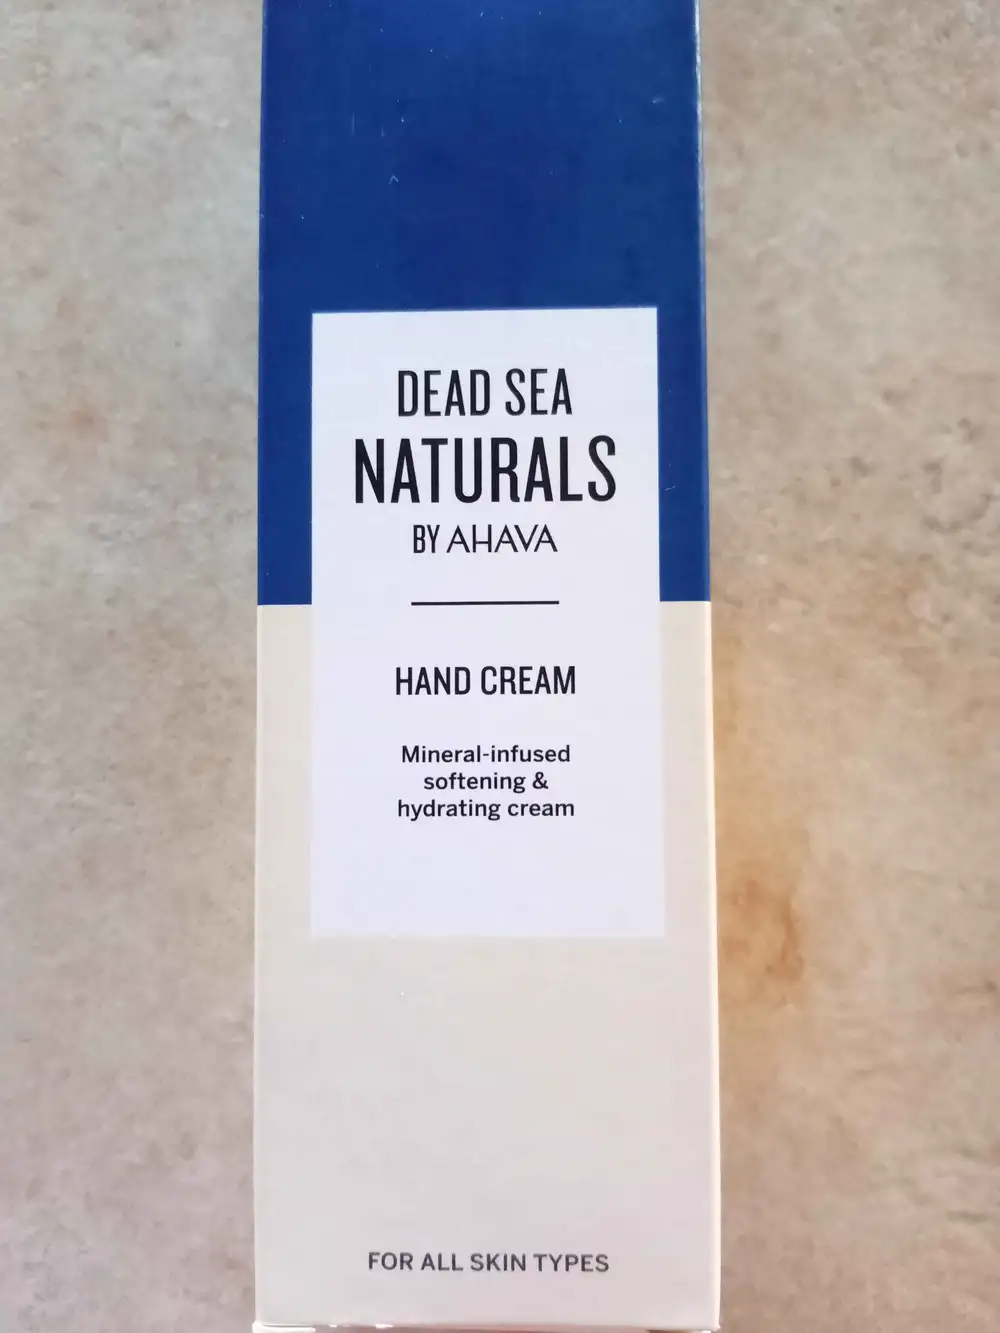 DEAD SEA
NATURALS
BY AHAVA
HAND CREAM
Mineral-infused
softening &
hydrating cream
FOR ALL SKIN TYPES